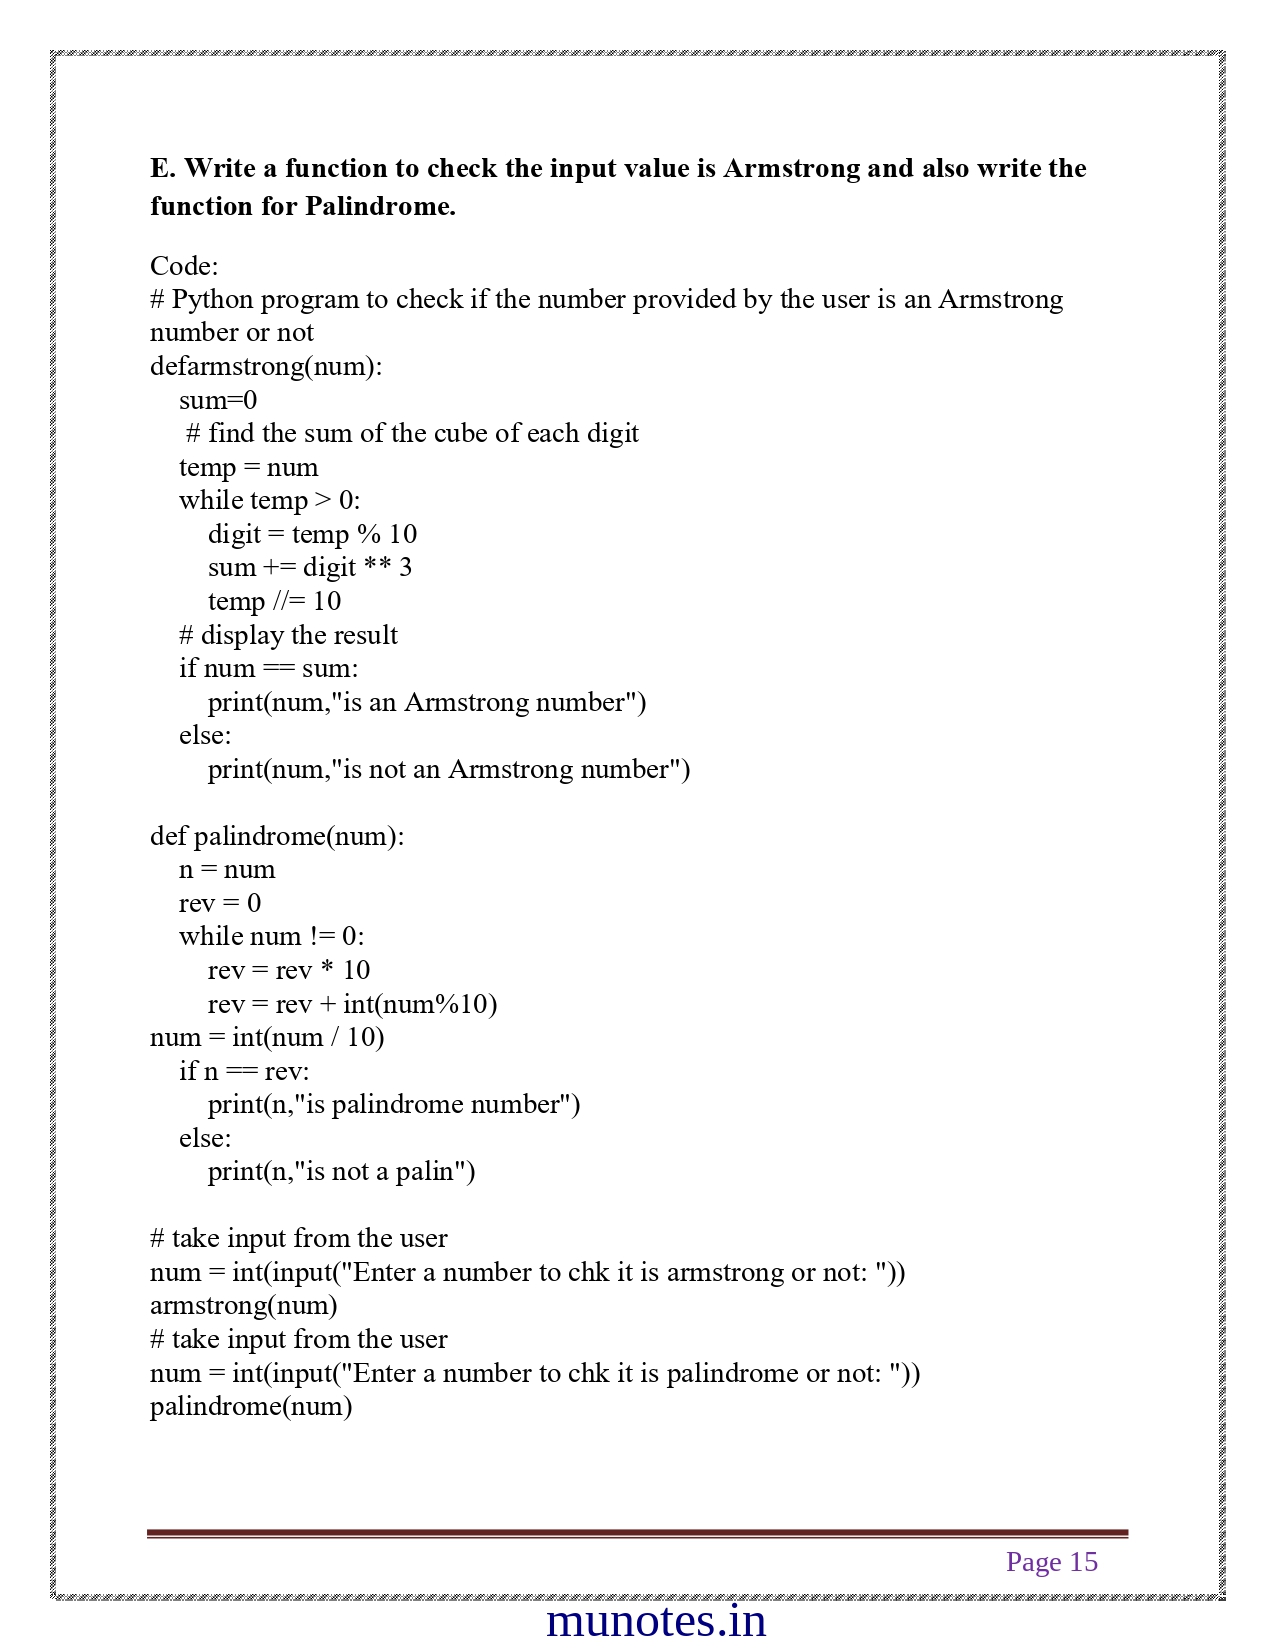 E. Write a function to check the input value is Armstrong and also write the
function for Palindrome.
Code:
# Python program to check if the number provided by the user is an Armstrong
number or not
defarmstrong(num):
sum=0
# find the sum of the cube of each digit
temp = num
while temp > 0:
digit = temp % 10
sum += digit ** 3
temp //= 10
# display the result
if num == sum:
print(num,"is an Armstrong number")
else:
print(num,"is not an Armstrong number")
def palindrome(num):
n = num
rev = 0
while num != 0:
rev = rev * 10
rev = rev + int(num%10)
num = int(num / 10)
if n == rev:
print(n,"is palindrome number")
else:
print(n,"is not a palin")
# take input from the user
num = int(input("Enter a number to chk it is armstrong or not: "))
armstrong(num)
# take input from the user
num = int(input("Enter a number to chk it is palindrome or not: "))
palindrome(num)
Page 15
munotes.in